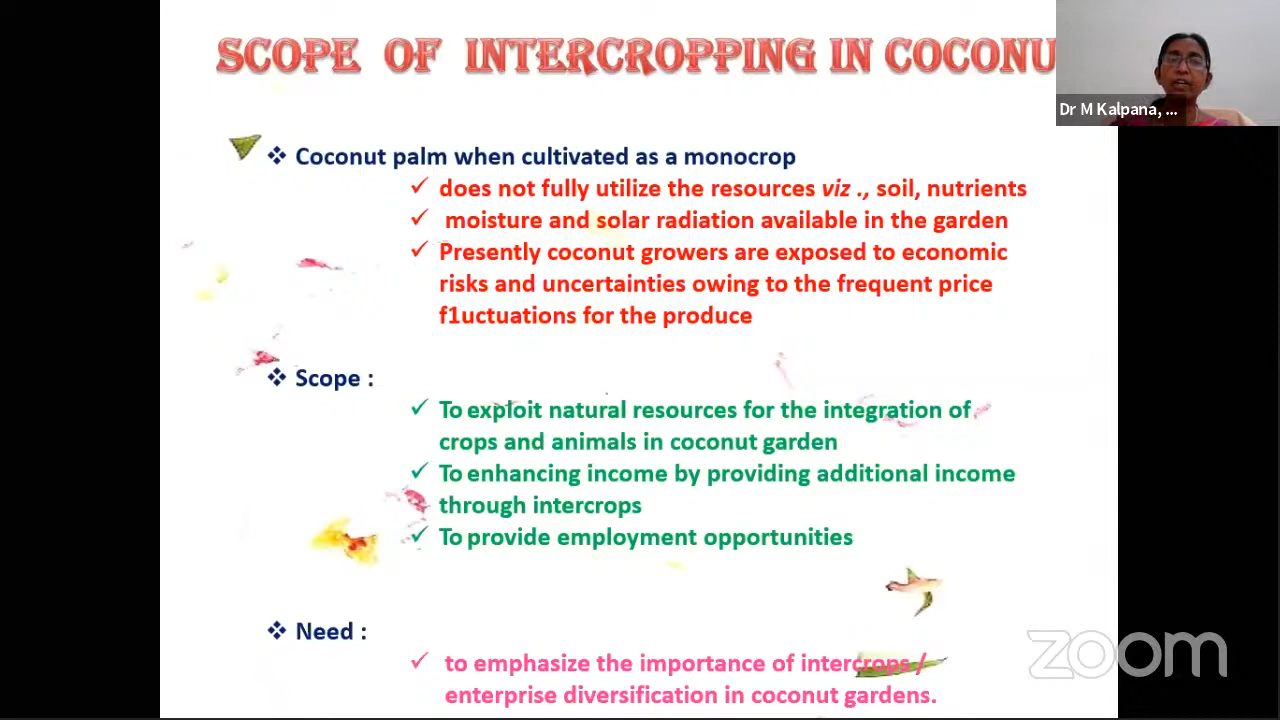 SCOPE OF INTERCROPPING IN COCONU
Dr M Kalpana, ...
❖ Coconut palm when cultivated as a monocrop
✓ does not fully utilize the resources viz ., soil, nutrients
✓ moisture and solar radiation available in the garden
✓ Presently coconut growers are exposed to economic
risks and uncertainties owing to the frequent price
f1uctuations for the produce
❖ Scope :
✓ To exploit natural resources for the integration of
crops and animals in coconut garden
✓ To enhancing income by providing additional income
through intercrops
✓ To provide employment opportunities
❖ Need :
✓ to emphasize the importance of intercrops /
enterprise diversification in coconut gardens.
zoom